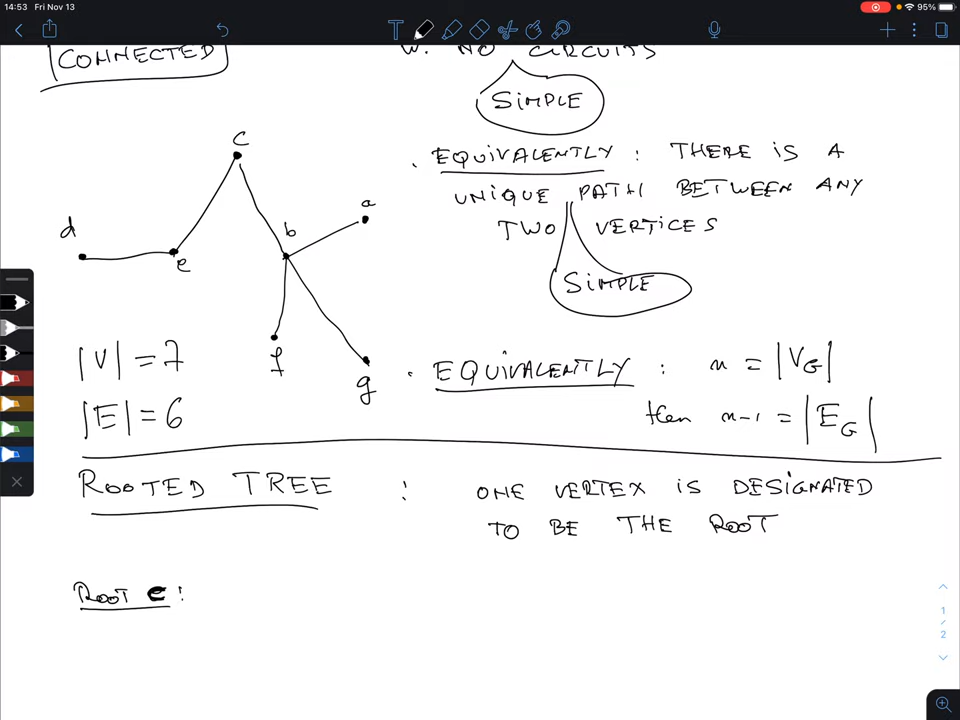 14:53 Fri Nov 13
95%
CONNECTED
W. NO CIRCUITS
SIMPLE
c
. EQUIVALENTLY : THERE IS A
UNIQUE PATH BETWEEN ANY
TWO VERTICES
a
b
d
e
SIMPLE
f
g
|V| = 7
|E| = 6
. EQUIVALENTLY : n = |V_G|
then n-1 = |E_G|
ROOTED TREE : ONE VERTEX IS DESIGNATED
TO BE THE ROOT
ROOT c :
1
/
2